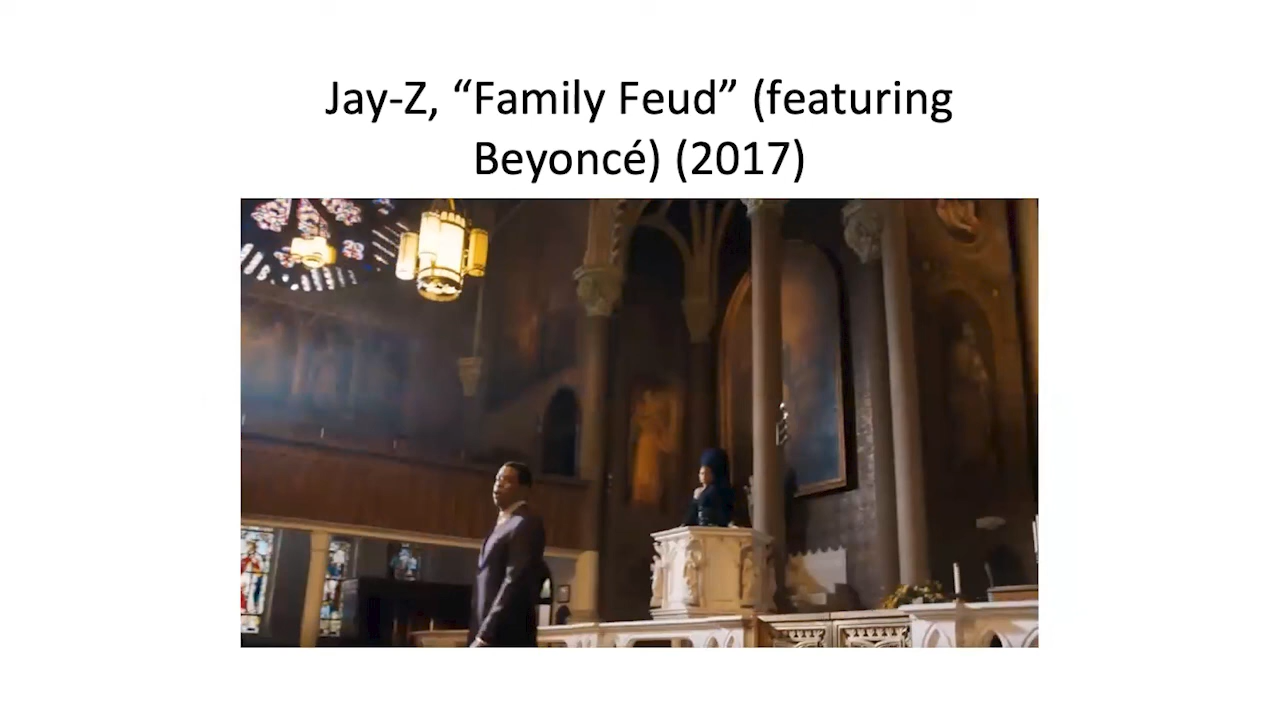 Jay-Z, “Family Feud” (featuring
Beyoncé) (2017)